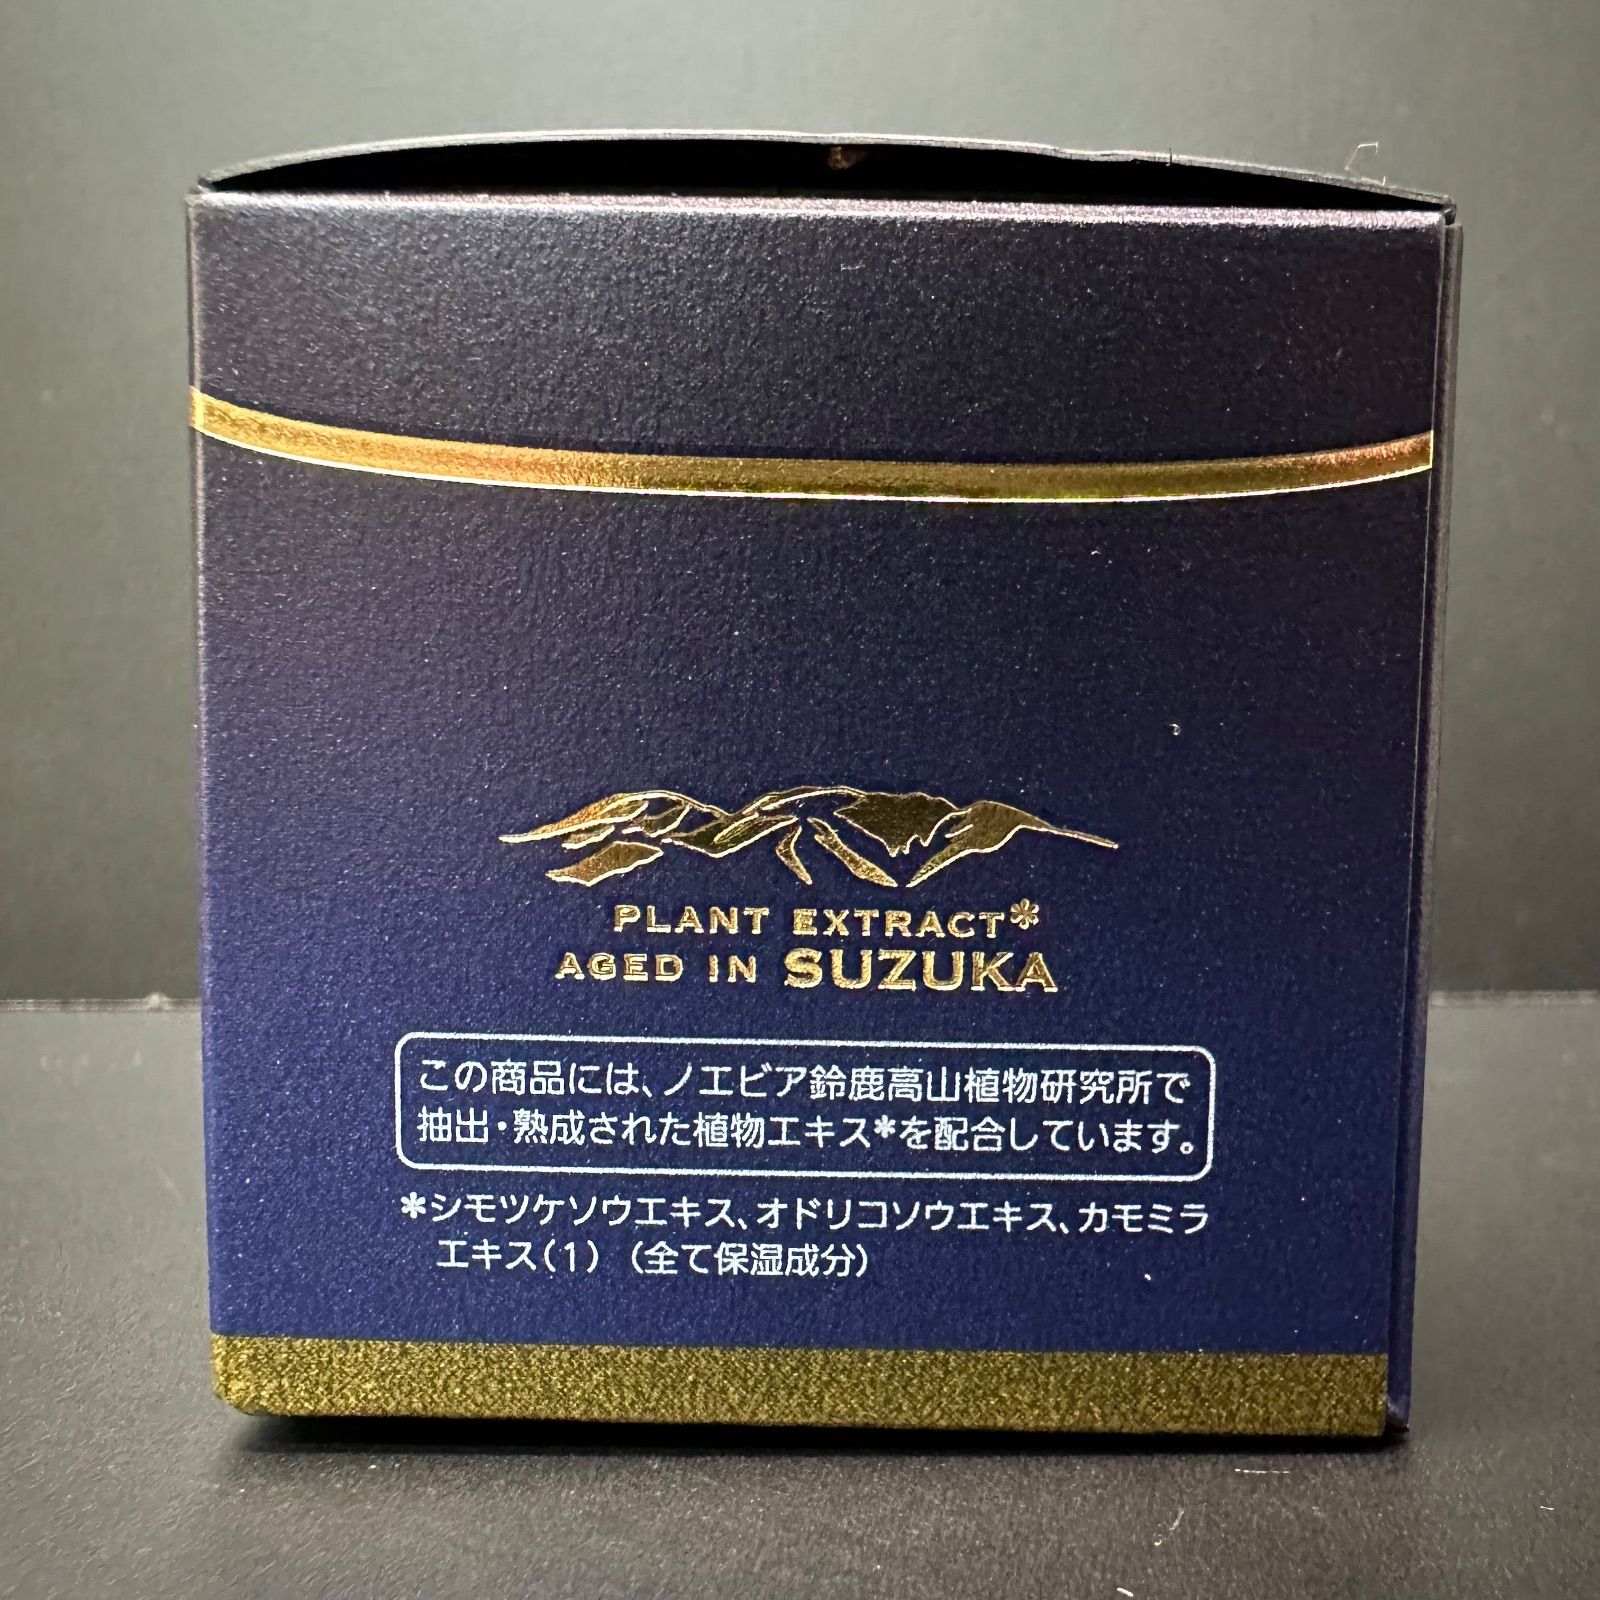 PLANT EXTRACT*
AGED IN SUZUKA
この商品には、ノエビア鈴鹿高山植物研究所で
抽出・熟成された植物エキス*を配合しています。
*シモツケソウエキス、オドリコソウエキス、カモミラ
エキス(1) (全て保湿成分)